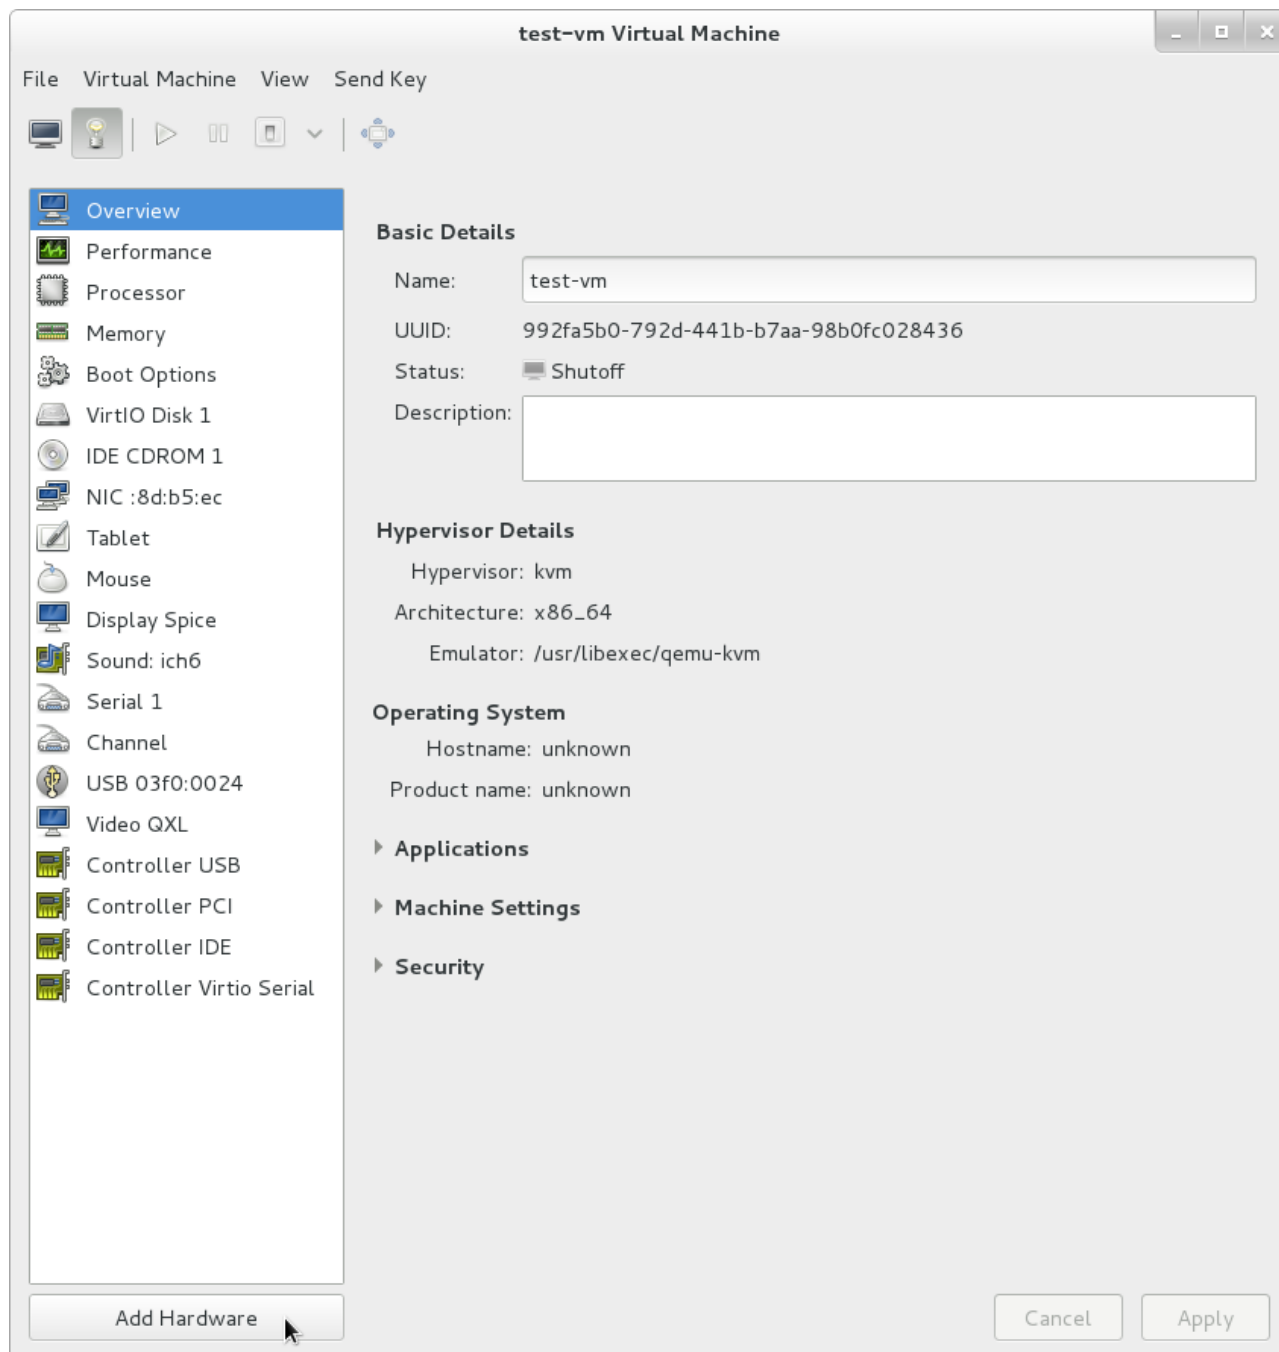 test-vm Virtual Machine
File Virtual Machine View Send Key
Overview
Performance
Processor
Memory
Boot Options
VirtIO Disk 1
IDE CDROM 1
NIC :8d:b5:ec
Tablet
Mouse
Display Spice
Sound: ich6
Serial 1
Channel
USB 03f0:0024
Video QXL
Controller USB
Controller PCI
Controller IDE
Controller Virtio Serial
Add Hardware
Basic Details
Name: test-vm
UUID: 992fa5b0-792d-441b-b7aa-98b0fc028436
Status: Shutoff
Description:
Hypervisor Details
Hypervisor: kvm
Architecture: x86_64
Emulator: /usr/libexec/qemu-kvm
Operating System
Hostname: unknown
Product name: unknown
Applications
Machine Settings
Security
Cancel Apply